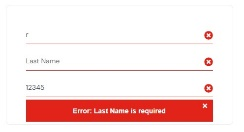 r
Last Name
12345
Error: Last Name is required